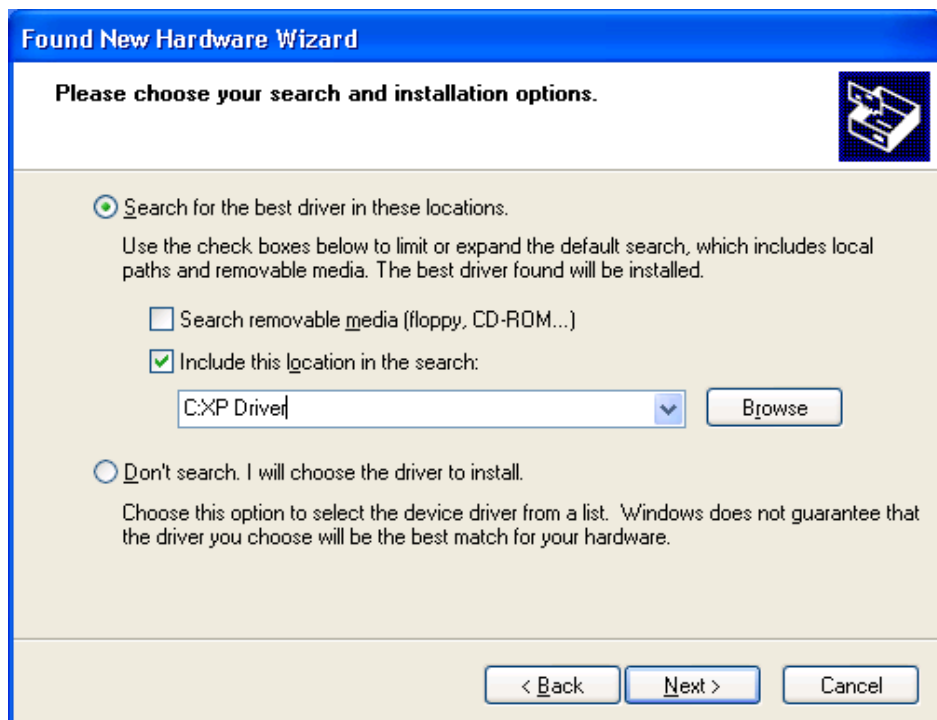 Found New Hardware Wizard
Please choose your search and installation options.
Search for the best driver in these locations.
Use the check boxes below to limit or expand the default search, which includes local
paths and removable media. The best driver found will be installed.
Search removable media (floppy, CD-ROM...)
Include this location in the search:
C:XP Driver
Browse
Don't search. I will choose the driver to install.
Choose this option to select the device driver from a list. Windows does not guarantee that
the driver you choose will be the best match for your hardware.
< Back
Next >
Cancel